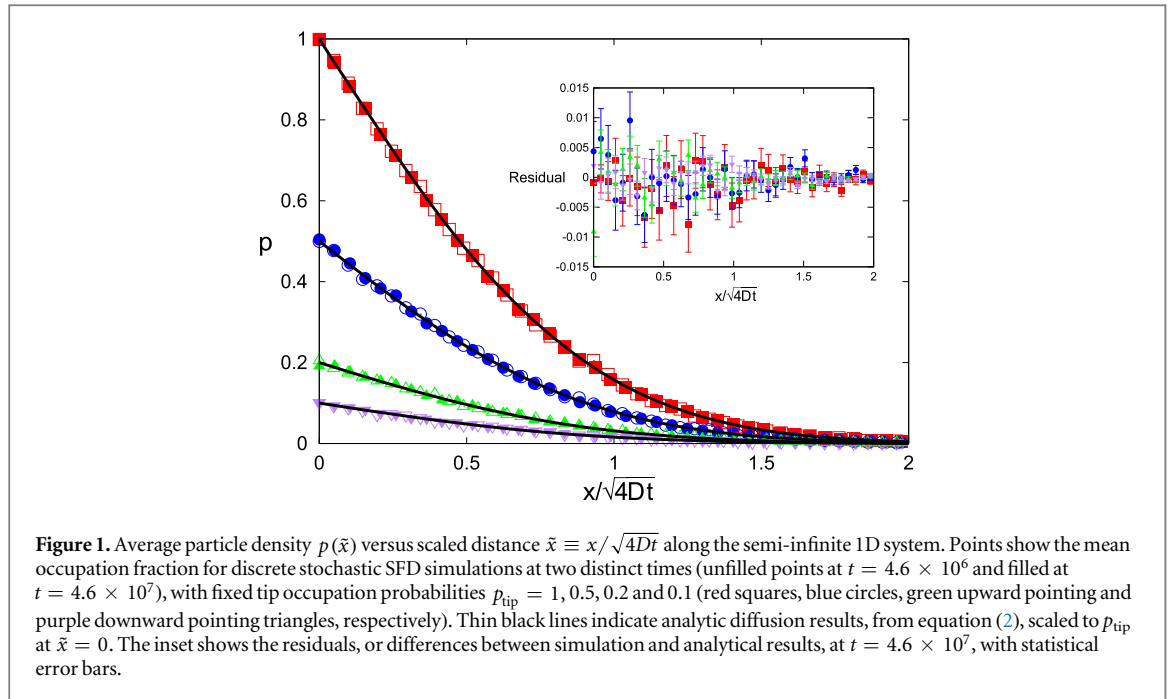 1
0.8
0.6
p
0.4
0.2
0
0
0.5
1
1.5
2
x/√4Dt
0.015
0.01
0.005
Residual
0
-0.005
-0.01
-0.015
0
0.5
1
1.5
2
x/√4Dt
Figure 1. Average particle density p(x̃) versus scaled distance x̃ ≡ x/√4Dt along the semi-infinite 1D system. Points show the mean
occupation fraction for discrete stochastic SFD simulations at two distinct times (unfilled points at t = 4.6 × 10⁶ and filled at
t = 4.6 × 10⁷), with fixed tip occupation probabilities p_tip = 1, 0.5, 0.2 and 0.1 (red squares, blue circles, green upward pointing and
purple downward pointing triangles, respectively). Thin black lines indicate analytic diffusion results, from equation (2), scaled to p_tip
at x̃ = 0. The inset shows the residuals, or differences between simulation and analytical results, at t = 4.6 × 10⁷, with statistical
error bars.